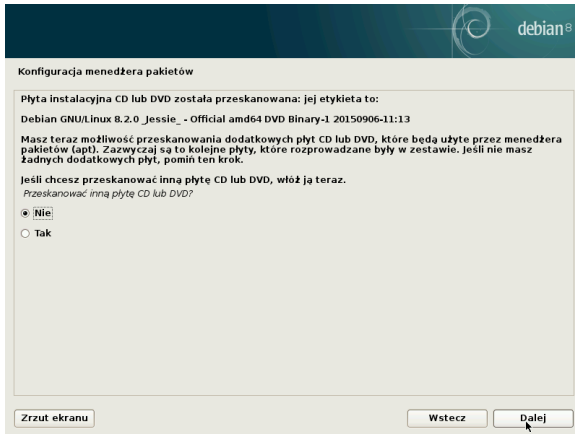 debian 8
Konfiguracja menedżera pakietów
Płyta instalacyjna CD lub DVD została przeskanowana: jej etykieta to:
Debian GNU/Linux 8.2.0 _Jessie_ - Official amd64 DVD Binary-1 20150906-11:13
Masz teraz możliwość przeskanowania dodatkowych płyt CD lub DVD, które będą użyte przez menedżera
pakietów (apt). Zazwyczaj są to kolejne płyty, które rozprowadzane były w zestawie. Jeśli nie masz
żadnych dodatkowych płyt, pomiń ten krok.
Jeśli chcesz przeskanować inną płytę CD lub DVD, włóż ją teraz.
Przeskanować inną płytę CD lub DVD?
Nie
Tak
Zrzut ekranu
Wstecz
Dalej